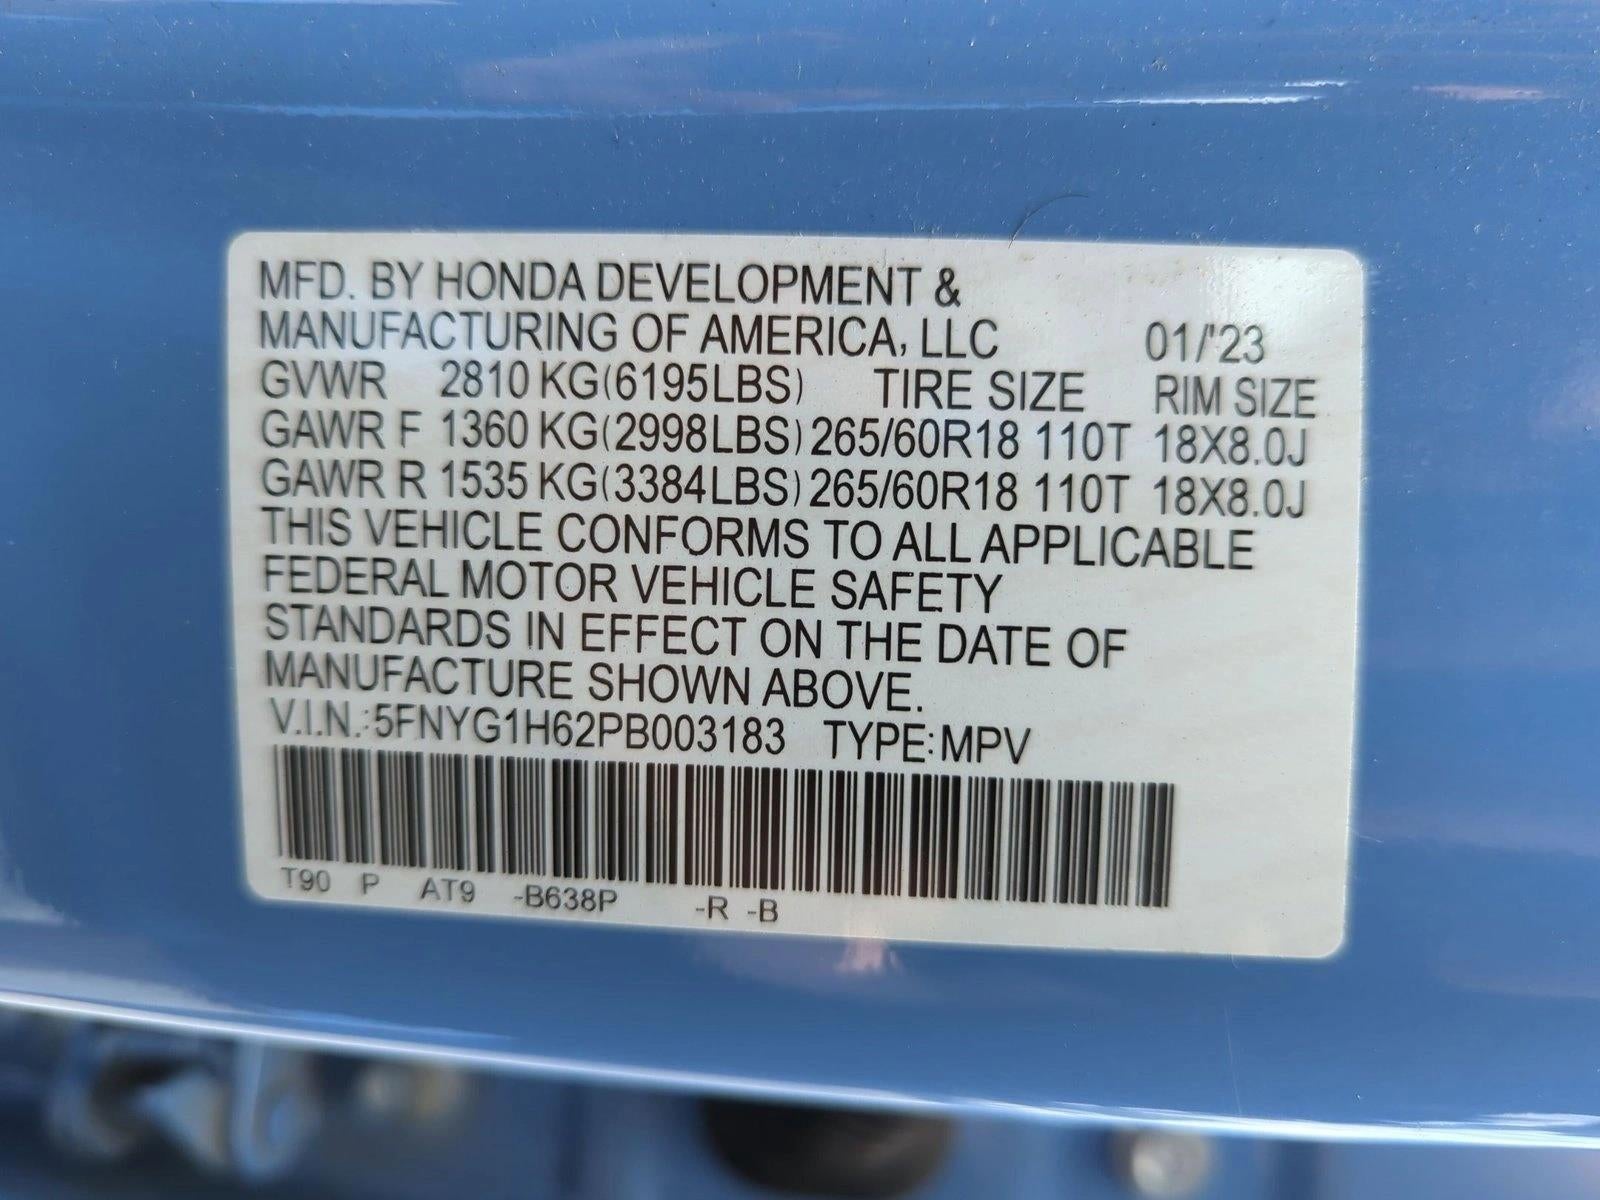 MFD. BY HONDA DEVELOPMENT &
MANUFACTURING OF AMERICA, LLC 01/'23
GVWR 2810 KG(6195LBS) TIRE SIZE RIM SIZE
GAWR F 1360 KG(2998LBS) 265/60R18 110T 18X8.0J
GAWR R 1535 KG(3384LBS) 265/60R18 110T 18X8.0J
THIS VEHICLE CONFORMS TO ALL APPLICABLE
FEDERAL MOTOR VEHICLE SAFETY
STANDARDS IN EFFECT ON THE DATE OF
MANUFACTURE SHOWN ABOVE.
V.I.N.:5FNYG1H62PB003183 TYPE:MPV
T90 P AT9 -B638P -R -B